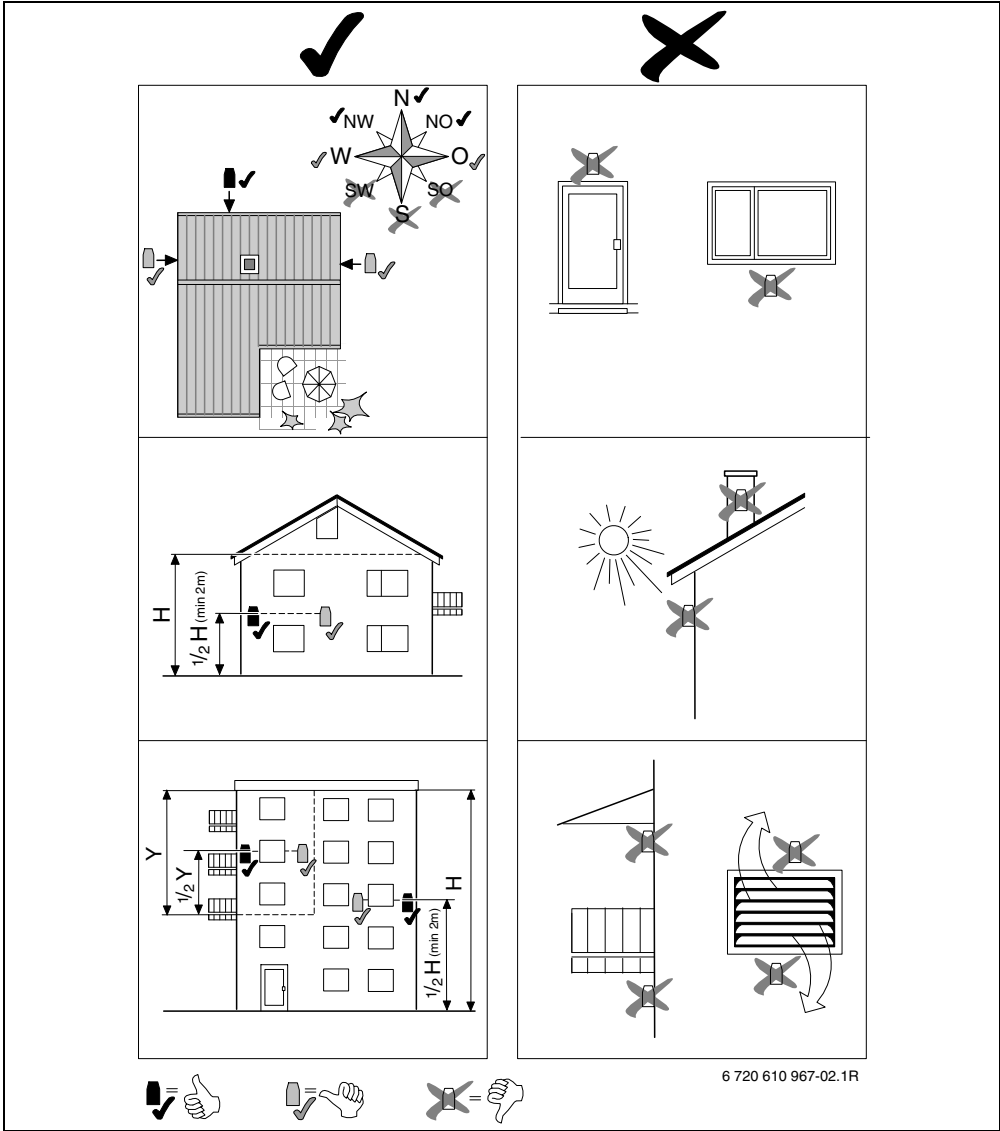 N
NW
NO
W
O
SW
SO
S
H
1/2 H (min 2m)
Y
1/2 Y
H
1/2 H (min 2m)
6 720 610 967-02.1R
=
=
=